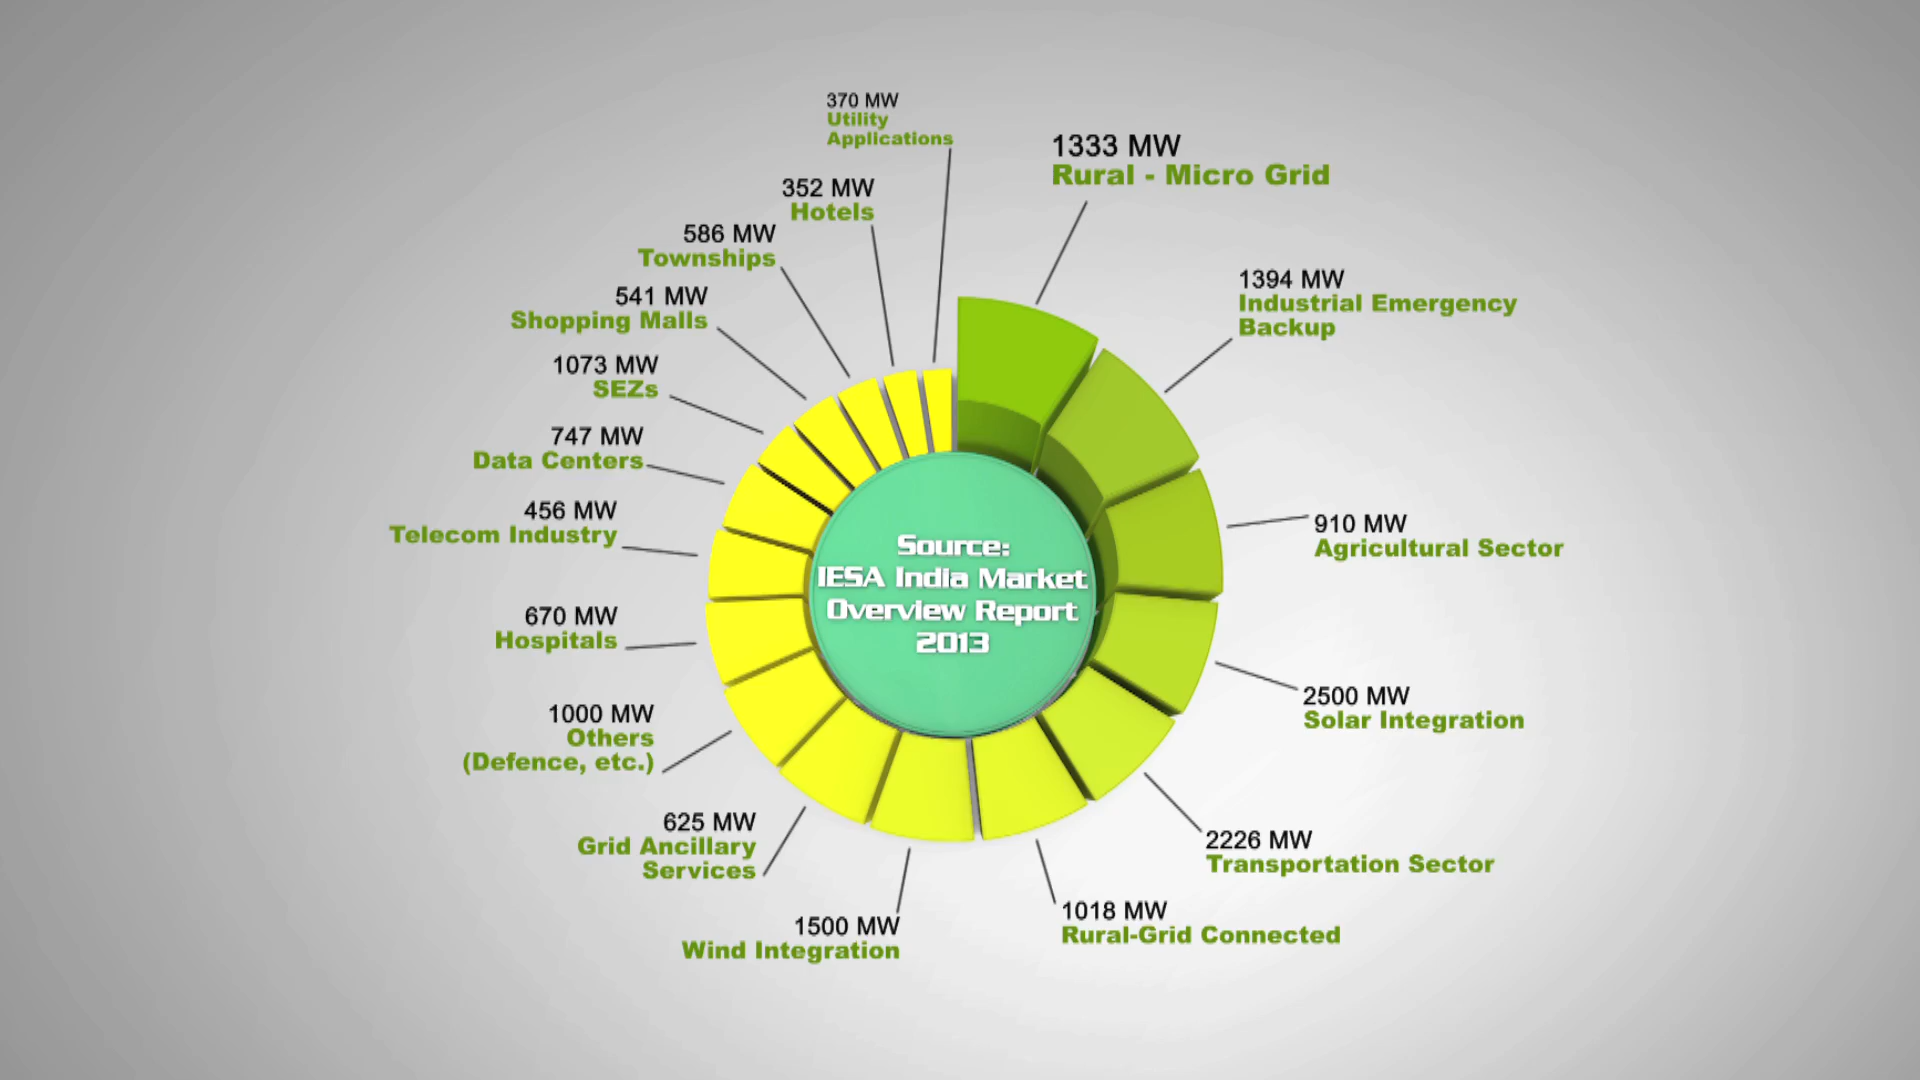 370 MW
Utility
Applications
1333 MW
Rural - Micro Grid
352 MW
Hotels
586 MW
Townships
1394 MW
Industrial Emergency
Backup
541 MW
Shopping Malls
1073 MW
SEZs
747 MW
Data Centers
456 MW
Telecom Industry
910 MW
Agricultural Sector
Source:
IESA India Market
Overview Report
2013
670 MW
Hospitals
2500 MW
Solar Integration
1000 MW
Others
(Defence, etc.)
625 MW
Grid Ancillary
Services
2226 MW
Transportation Sector
1018 MW
Rural-Grid Connected
1500 MW
Wind Integration